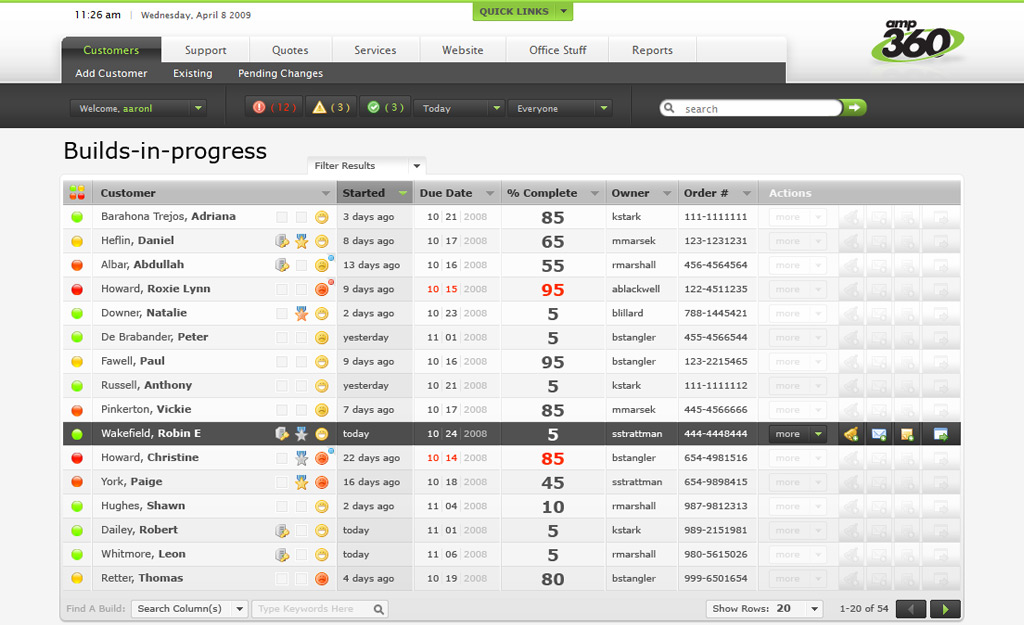 11:26 am | Wednesday, April 8 2009
QUICK LINKS
amp 360
Customers Support Quotes Services Website Office Stuff Reports
Add Customer Existing Pending Changes
Welcome, aaronl ( 12 ) ( 3 ) ( 3 ) Today Everyone search
Builds-in-progress
Filter Results
Customer Started Due Date % Complete Owner Order # Actions
Barahona Trejos, Adriana 3 days ago 10 21 2008 85 kstark 111-1111111 more
Heflin, Daniel 8 days ago 10 17 2008 65 mmarsek 123-1231231 more
Albar, Abdullah 13 days ago 10 16 2008 55 rmarshall 456-4564564 more
Howard, Roxie Lynn 9 days ago 10 15 2008 95 ablackwell 122-4511235 more
Downer, Natalie 2 days ago 10 23 2008 5 blillard 788-1445421 more
De Brabander, Peter yesterday 11 01 2008 5 bstangler 455-4566544 more
Fawell, Paul 9 days ago 10 16 2008 95 bstangler 123-2215465 more
Russell, Anthony yesterday 10 21 2008 5 kstark 111-1111112 more
Pinkerton, Vickie 7 days ago 10 17 2008 85 mmarsek 445-4566666 more
Wakefield, Robin E today 10 24 2008 5 sstrattman 444-4448444 more
Howard, Christine 22 days ago 10 14 2008 85 bstangler 654-4981516 more
York, Paige 16 days ago 10 18 2008 45 sstrattman 654-9898415 more
Hughes, Shawn 2 days ago 11 04 2008 10 rmarshall 987-9812313 more
Dailey, Robert today 11 01 2008 5 kstark 989-2151981 more
Whitmore, Leon today 11 06 2008 5 rmarshall 980-5615026 more
Retter, Thomas 4 days ago 10 19 2008 80 bstangler 999-6501654 more
Find A Build: Search Column(s) Type Keywords Here Show Rows: 20 1-20 of 54